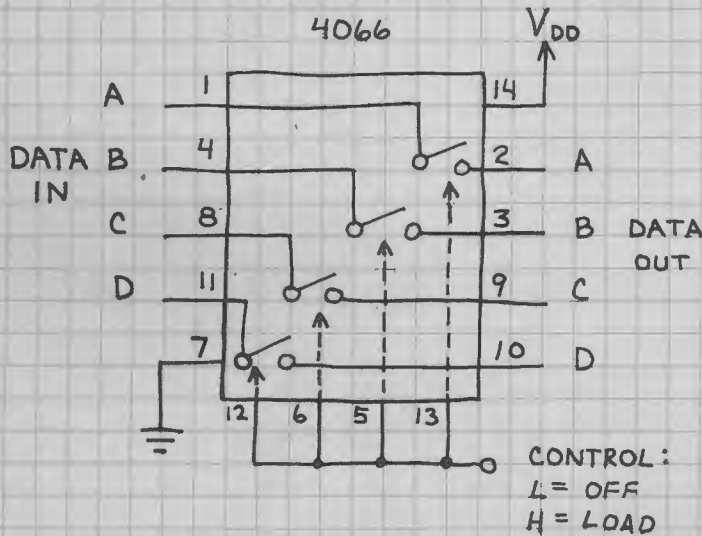 4066
V_DD
A 1 14
2 A
DATA IN B 4
3 B DATA OUT
C 8
9 C
D 11
10 D
7
12 6 5 13
CONTROL:
L = OFF
H = LOAD